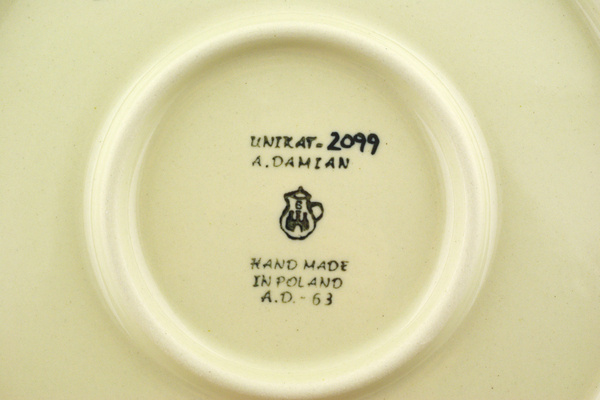 UNIKAT- 2099
A.DAMIAN
HAND MADE
IN POLAND
A.D.- 63